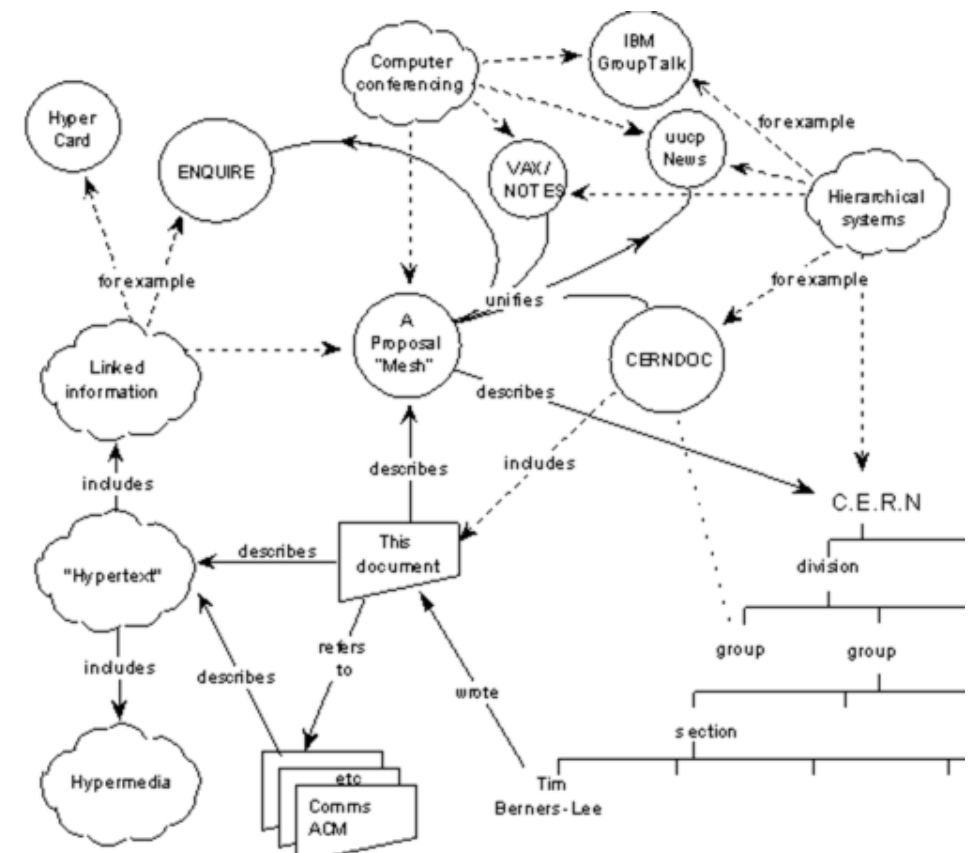 IBM
GroupTalk
Computer
conferencing
Hyper
Card
for example
uucp
News
ENQUIRE
VAX/
NOTES
Hierarchical
systems
for example
for example
unifies
A
Proposal
"Mesh"
CERNDOC
Linked
information
describes
includes
describes
includes
C.E.R.N
This
document
describes
"Hypertext"
division
refers
to
group
group
includes
describes
wrote
section
Hypermedia
etc
Tim
Berners-Lee
Comms
ACM